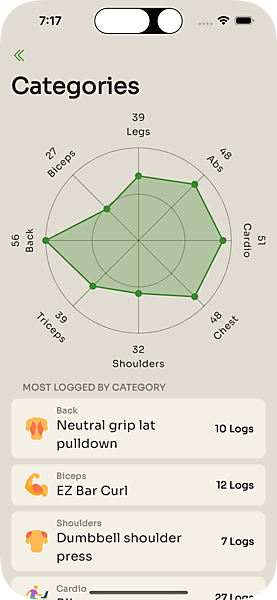 7:17
Categories
39
Legs
48
Abs
51
Cardio
48
Chest
32
Shoulders
39
Triceps
56
Back
27
Biceps
MOST LOGGED BY CATEGORY
Back
Neutral grip lat
pulldown
10 Logs
Biceps
EZ Bar Curl
12 Logs
Shoulders
Dumbbell shoulder
press
7 Logs
Cardio
27 Logs